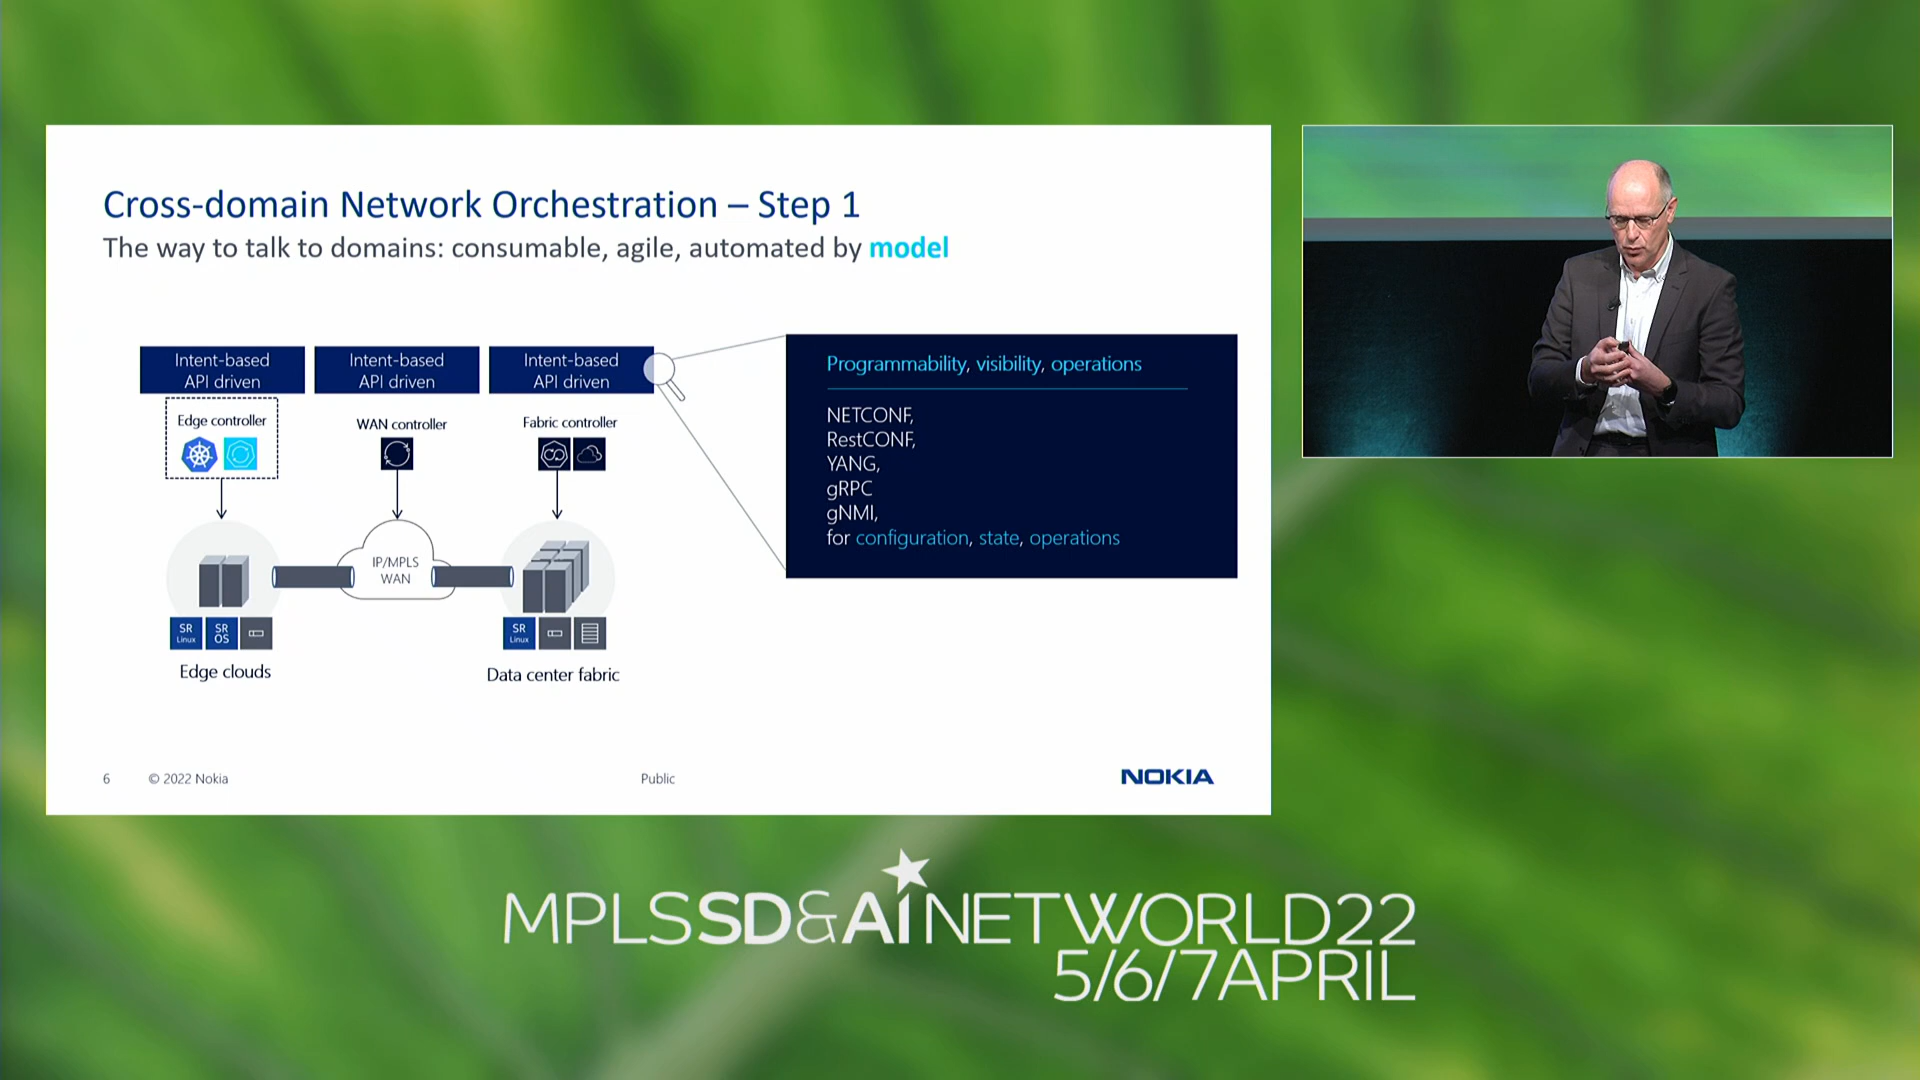 Cross-domain Network Orchestration – Step 1
The way to talk to domains: consumable, agile, automated by model
Intent-based
API driven
Intent-based
API driven
Intent-based
API driven
Edge controller
WAN controller
Fabric controller
IP/MPLS
WAN
SR
Linux
SR
OS
SR
Linux
Edge clouds
Data center fabric
Programmability, visibility, operations
NETCONF,
RestCONF,
YANG,
gRPC
gNMI,
for configuration, state, operations
6
© 2022 Nokia
Public
NOKIA
MPLSSD&AINETWORLD22
5/6/7APRIL